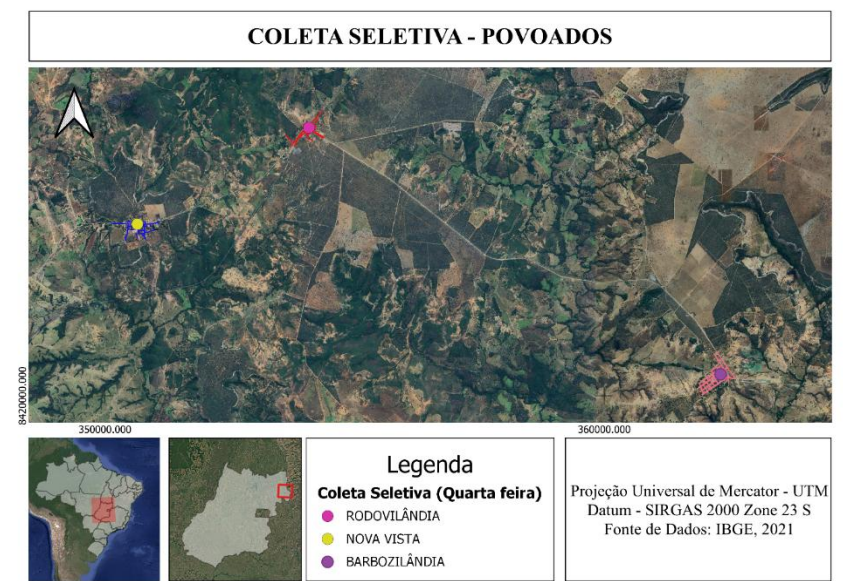 COLETA SELETIVA - POVOADOS
8420000.000
350000.000
360000.000
Legenda
Coleta Seletiva (Quarta feira)
RODOVILÂNDIA
NOVA VISTA
BARBOZILÂNDIA
Projeção Universal de Mercator - UTM
Datum - SIRGAS 2000 Zone 23 S
Fonte de Dados: IBGE, 2021